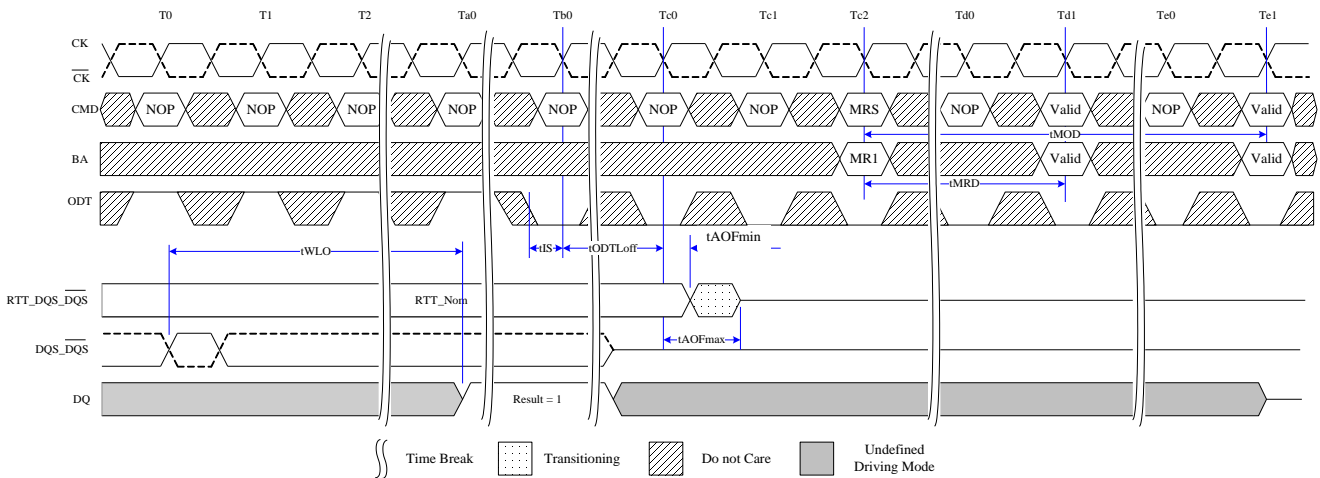 T0 T1 T2 Ta0 Tb0 Tc0 Tc1 Tc2 Td0 Td1 Te0 Te1
CK
CK
CMD NOP NOP NOP NOP NOP NOP NOP MRS NOP Valid NOP Valid
tMOD
BA MR1 Valid Valid
tMRD
ODT
tWLO tIS tODTLoff tAOFmin
RTT_DQS_DQS RTT_Nom
tAOFmax
DQS_DQS
DQ Result = 1
Time Break Transitioning Do not Care Undefined
Driving Mode